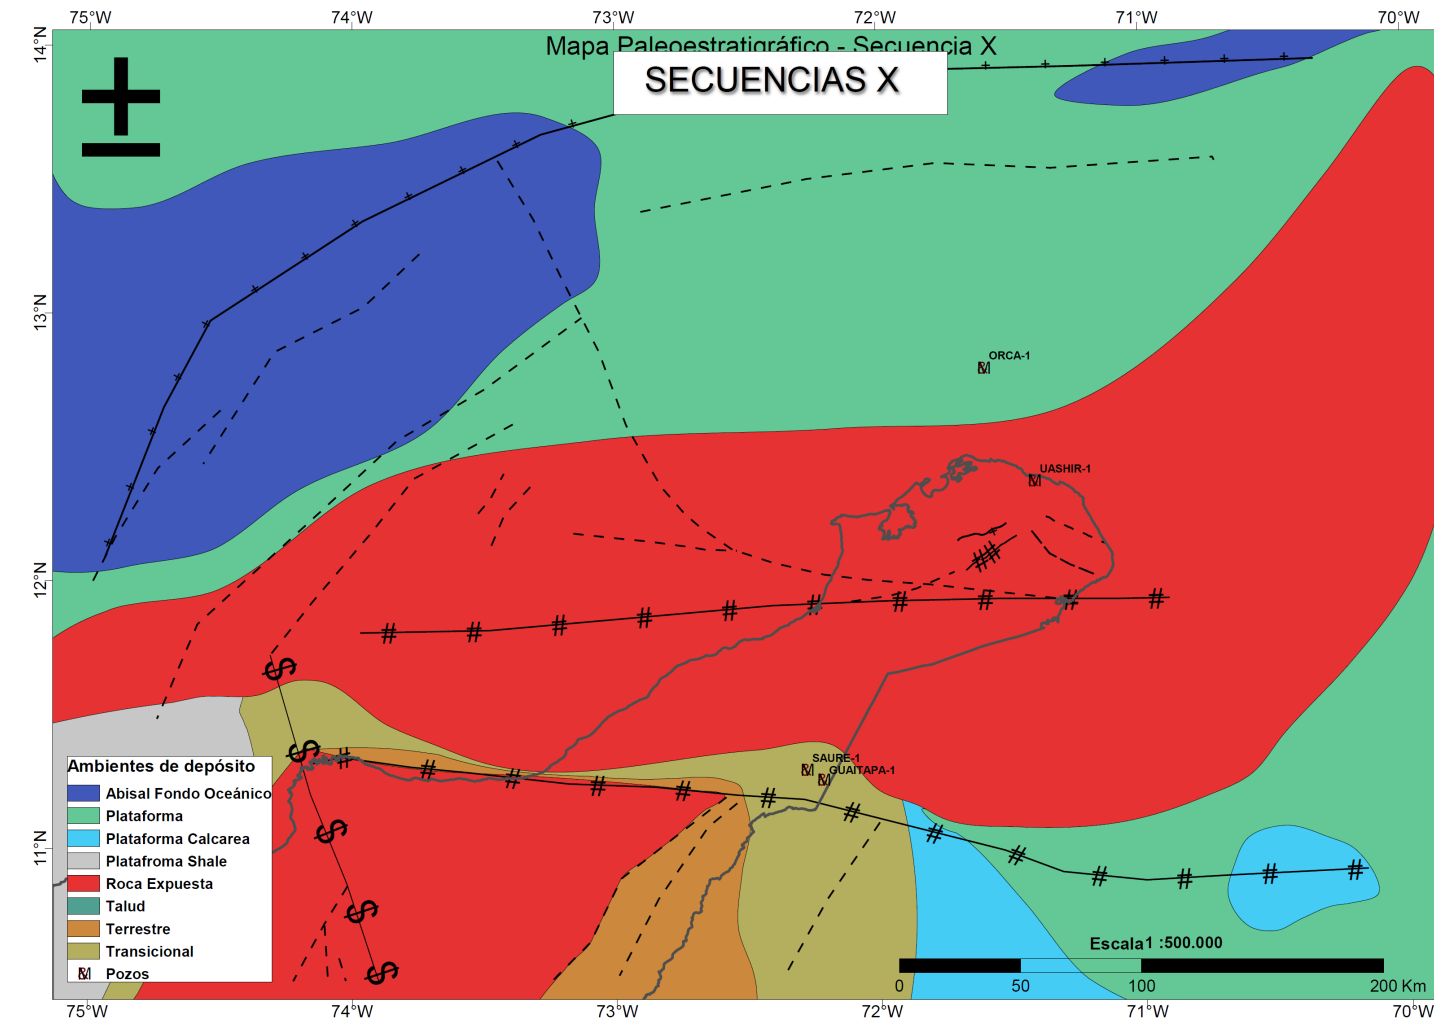 75°W 74°W 73°W 72°W 71°W 70°W
Mapa Paleoestratigráfico - Secuencia X
SECUENCIAS X
14°N
13°N
12°N
11°N
ORCA-1
UASHIR-1
SAURE-1
GUAITAPA-1
Ambientes de depósito
Abisal Fondo Oceánico
Plataforma
Plataforma Calcarea
Platafroma Shale
Roca Expuesta
Talud
Terrestre
Transicional
Pozos
Escala1 :500.000
0 50 100 200 Km
75°W 74°W 73°W 72°W 71°W 70°W